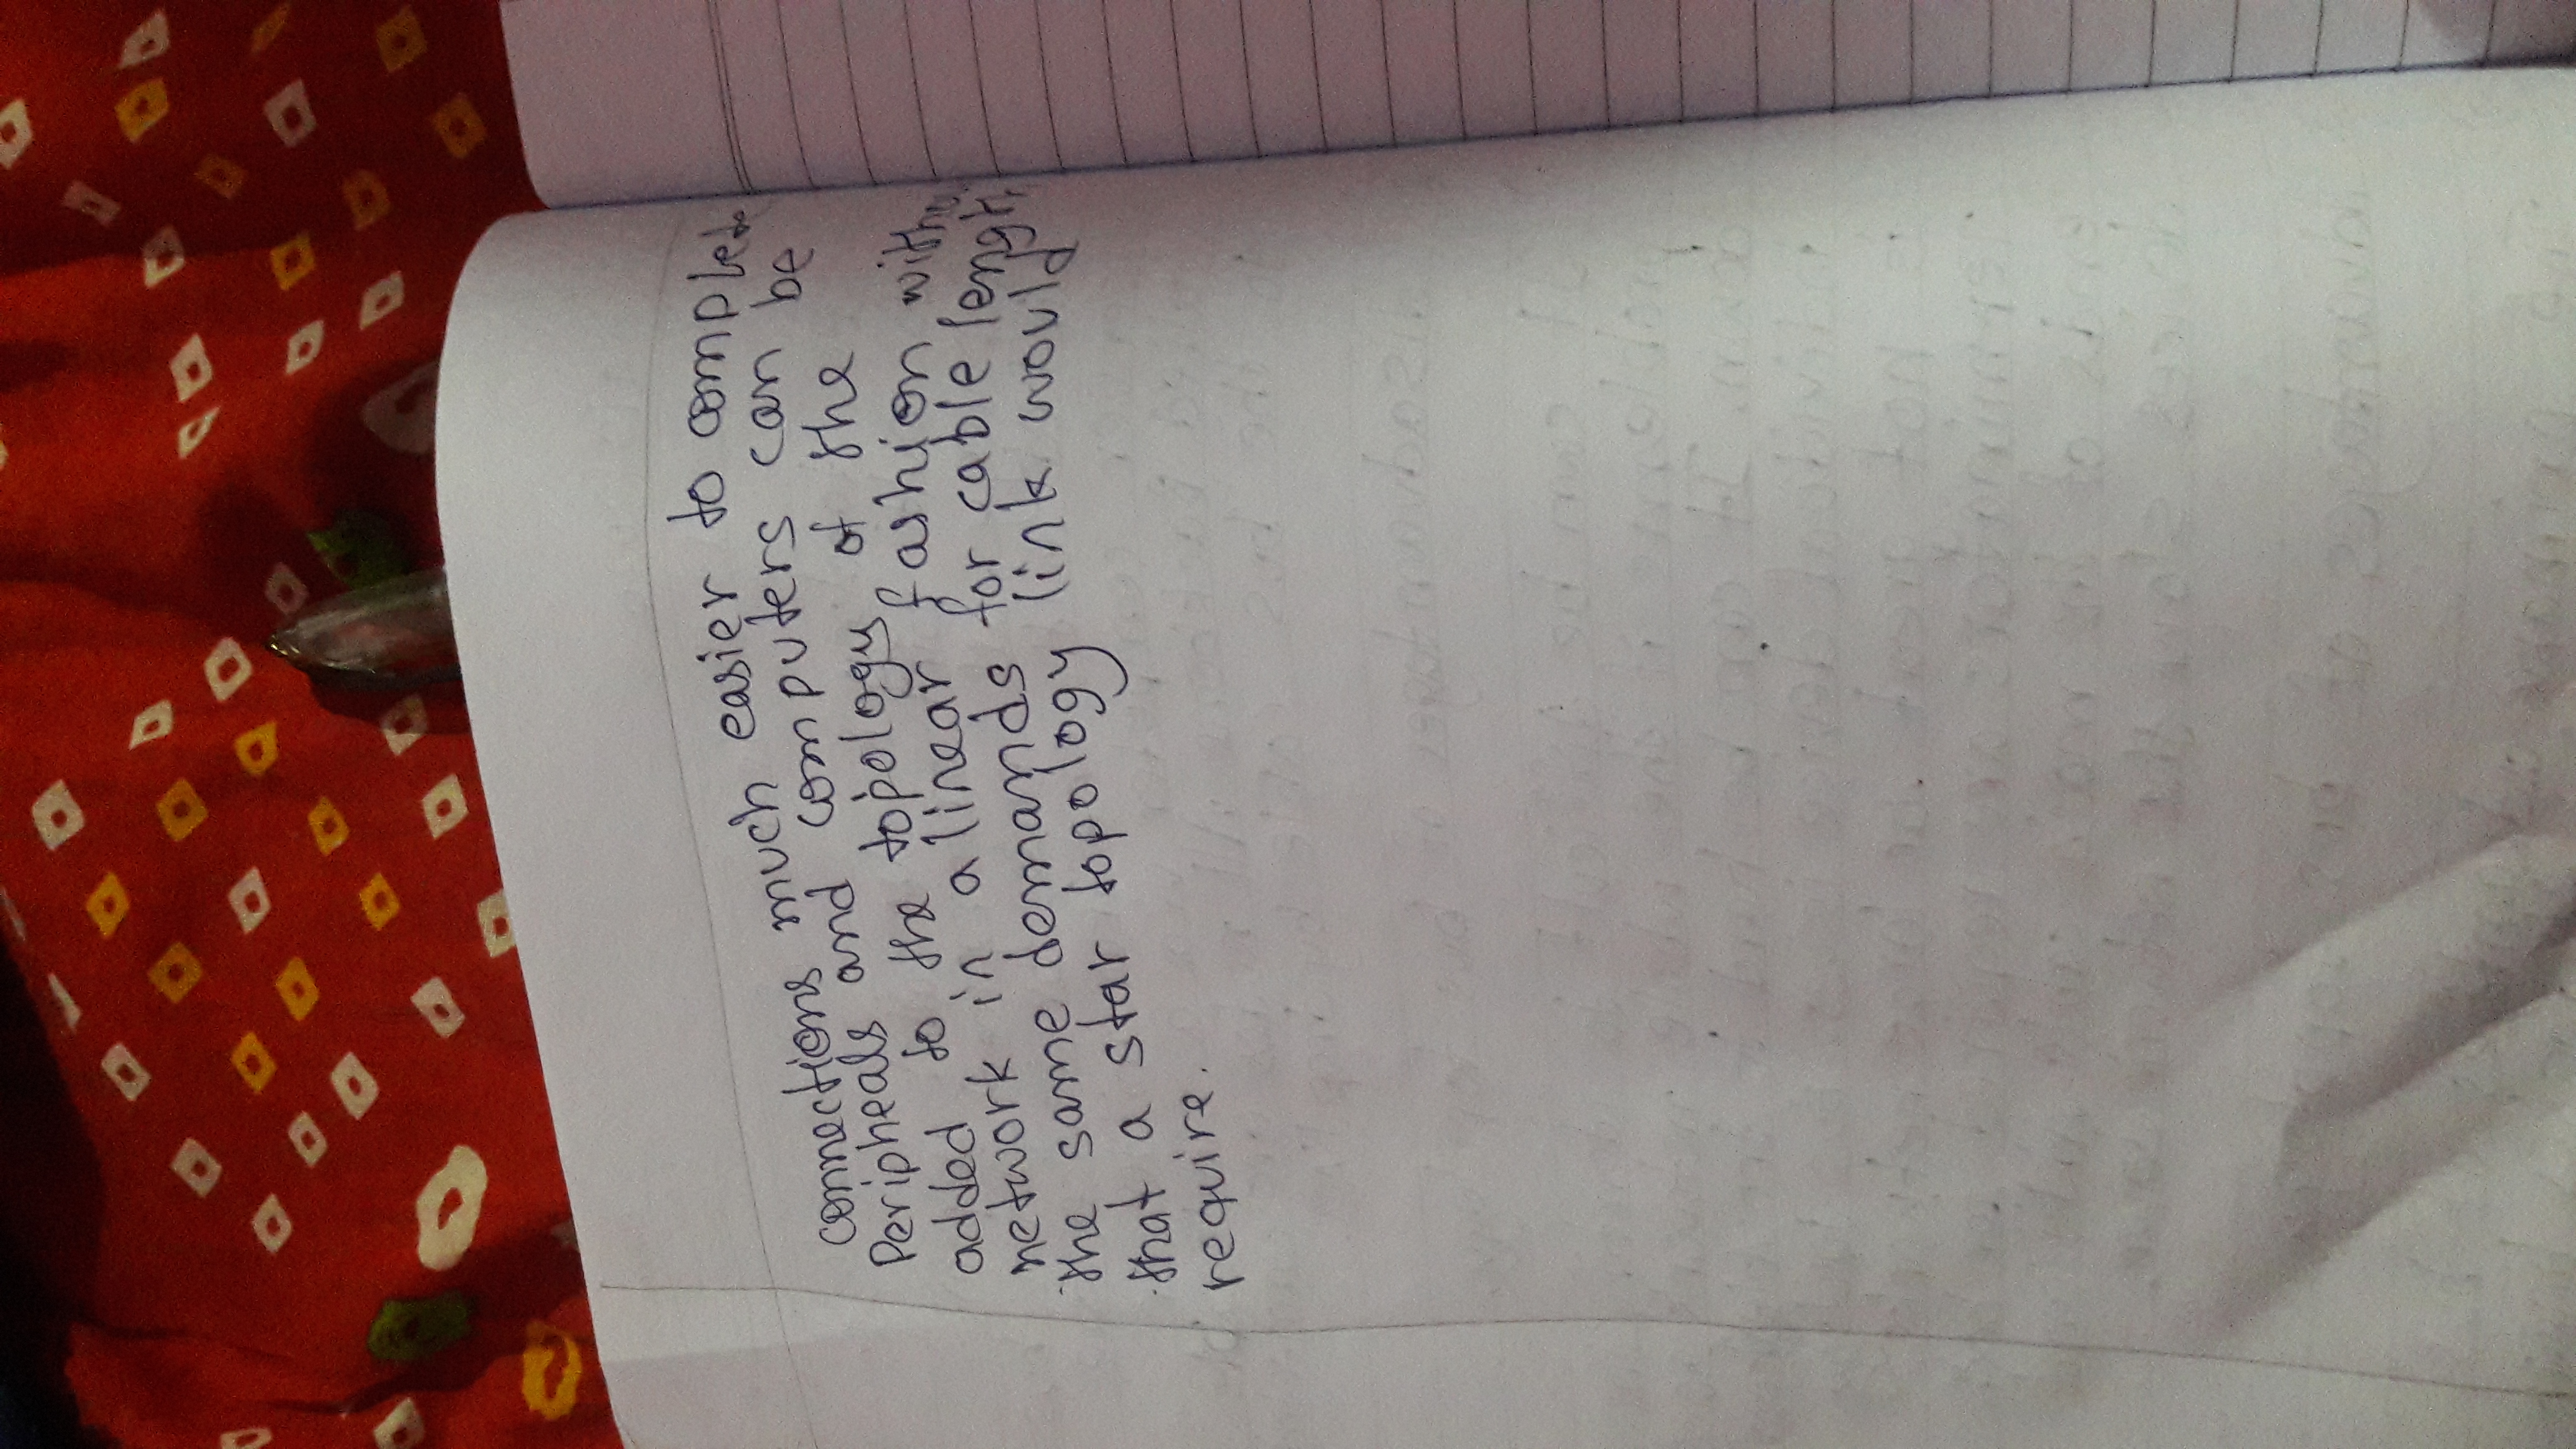 connections much easier to complete
Peripheals and computers can be
added to the topology of the
network in a linear fashion
the same demands for cable length
that a star topology link would
require.